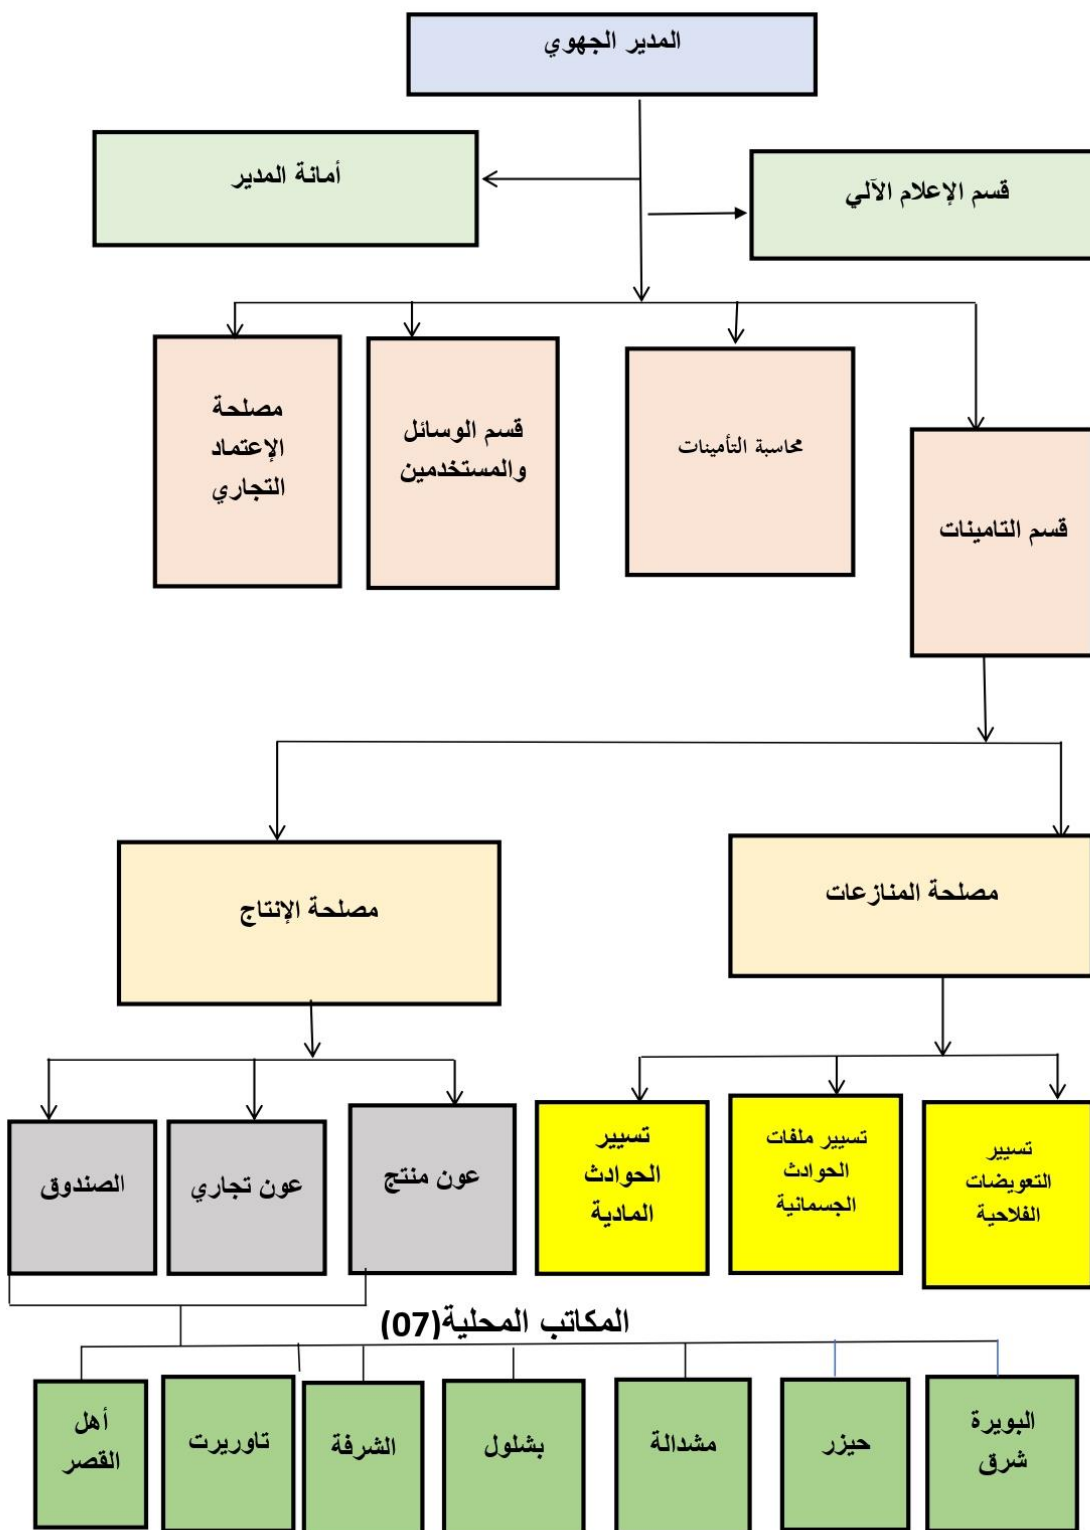 المدير الجهوي
قسم الإعلام الآلي
أمانة المدير
قسم التامينات
محاسبة التأمينات
قسم الوسائل
والمستخدمين
مصلحة
الإعتماد
التجاري
مصلحة المنازعات
مصلحة الإنتاج
تسيير
التعويضات
الفلاحية
تسيير ملفات
الحوادث
الجسمانية
تسيير
الحوادث
المادية
عون منتج
عون تجاري
الصندوق
المكاتب المحلية(07)
البويرة
شرق
حيزر
مشدالة
بشلول
الشرفة
تاوريرت
أهل
القصر